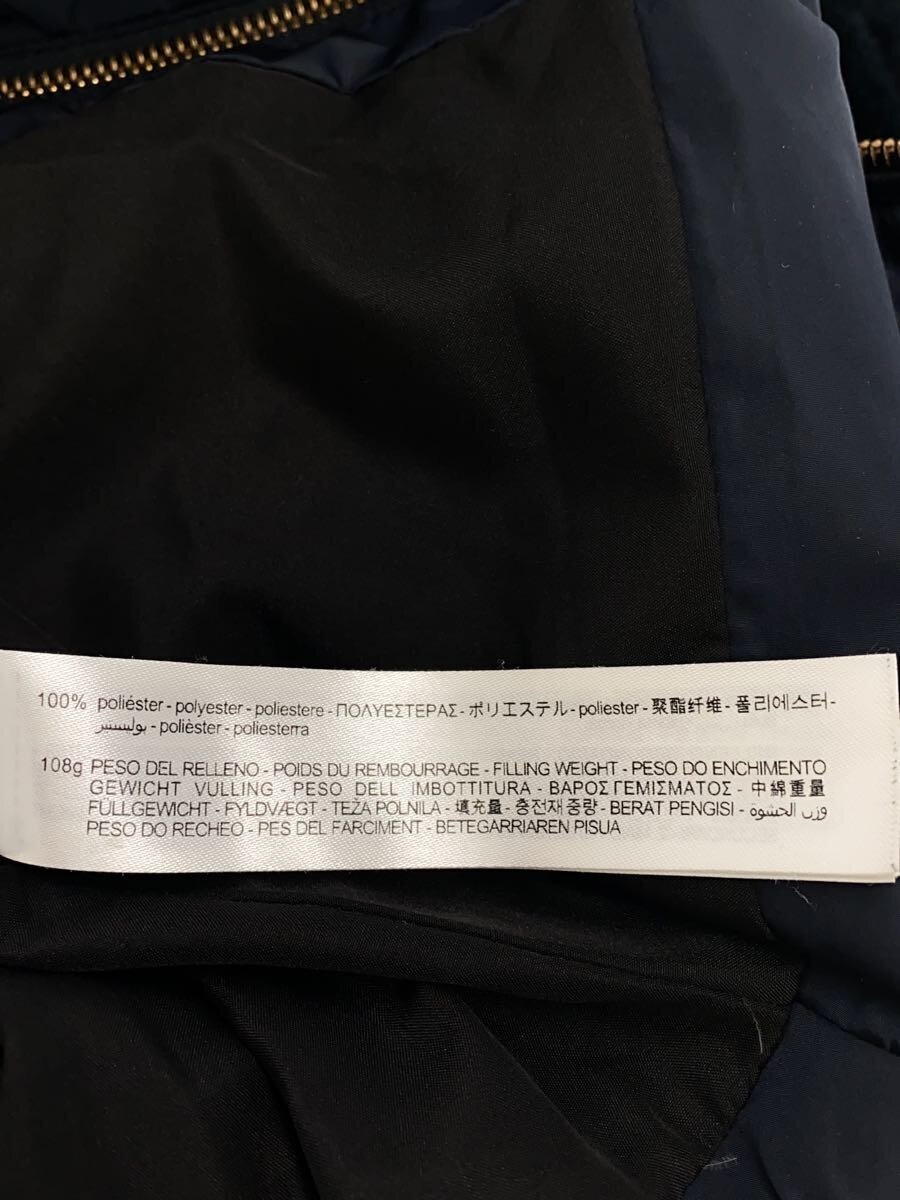 100% poliéster - polyester - poliestere - ΠΟΛΥΕΣΤΕΡΑΣ - ポリエステル - poliester - 聚酯纤维 - 폴리에스터 -
بوليستر - polièster - poliesterra
108g PESO DEL RELLENO - POIDS DU REMBOURRAGE - FILLING WEIGHT - PESO DO ENCHIMENTO
GEWICHT VULLING - PESO DELL IMBOTTITURA - ΒΑΡΟΣ ΓΕΜΙΣΜΑΤΟΣ - 中綿重量
FÜLLGEWICHT - FYLDVÆGT - TEŽA POLNILA - 填充量 - 충전재 중량 - BERAT PENGISI - وزن الحشوة
PESO DO RECHEO - PES DEL FARCIMENT - BETEGARRIAREN PISUA